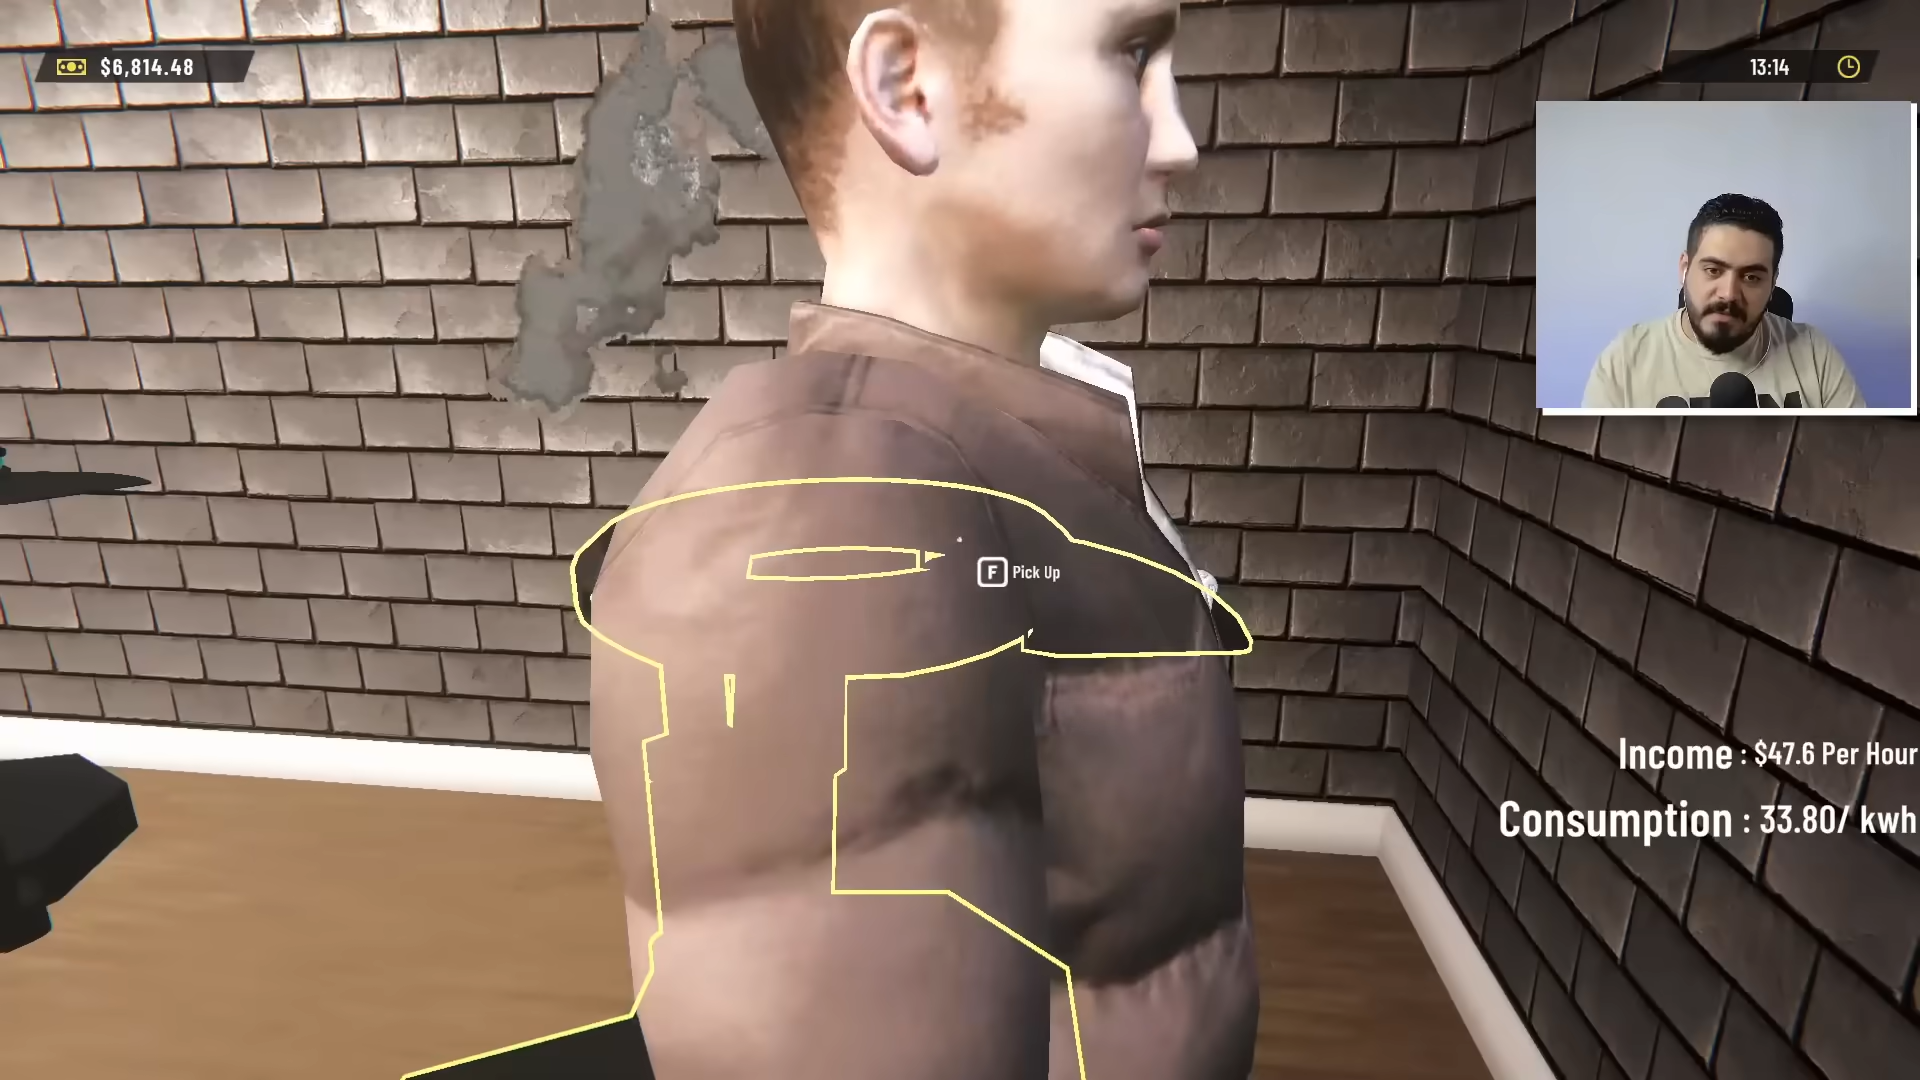 $6,814.48
13:14
F Pick Up
Income : $47.6 Per Hour
Consumption : 33.80/ kwh